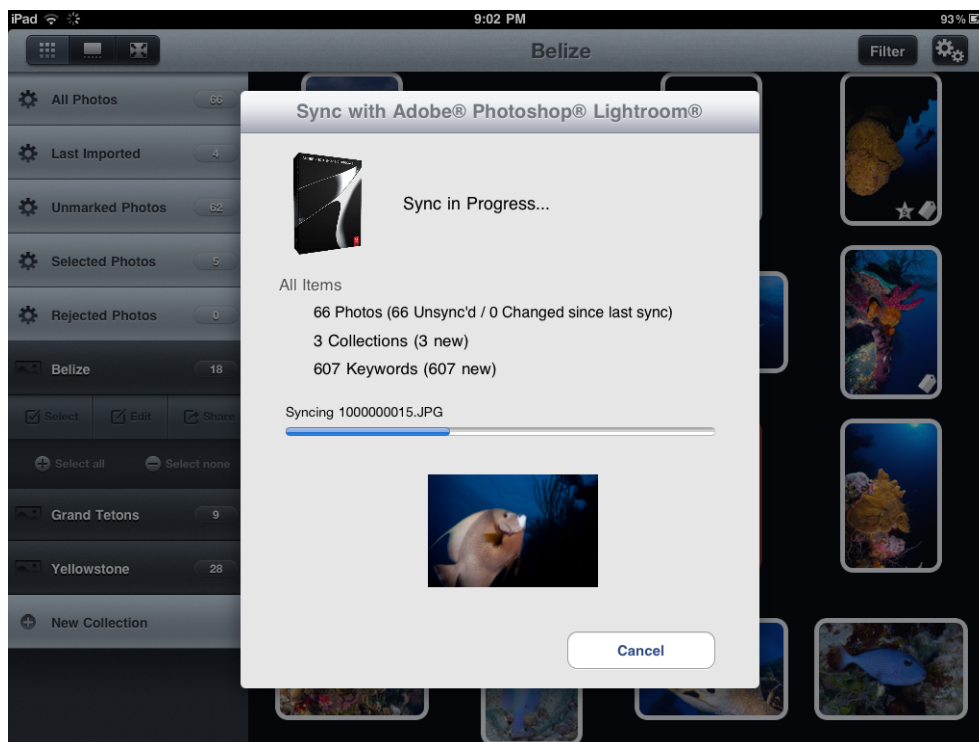 iPad 9:02 PM 93%
Belize Filter
All Photos 66
Last Imported 4
Unmarked Photos 62
Selected Photos 5
Rejected Photos 0
Belize 18
Select Edit Share
Select all Select none
Grand Tetons 9
Yellowstone 28
New Collection
Sync with Adobe® Photoshop® Lightroom®
Sync in Progress...
All Items
66 Photos (66 Unsync'd / 0 Changed since last sync)
3 Collections (3 new)
607 Keywords (607 new)
Syncing 1000000015.JPG
Cancel